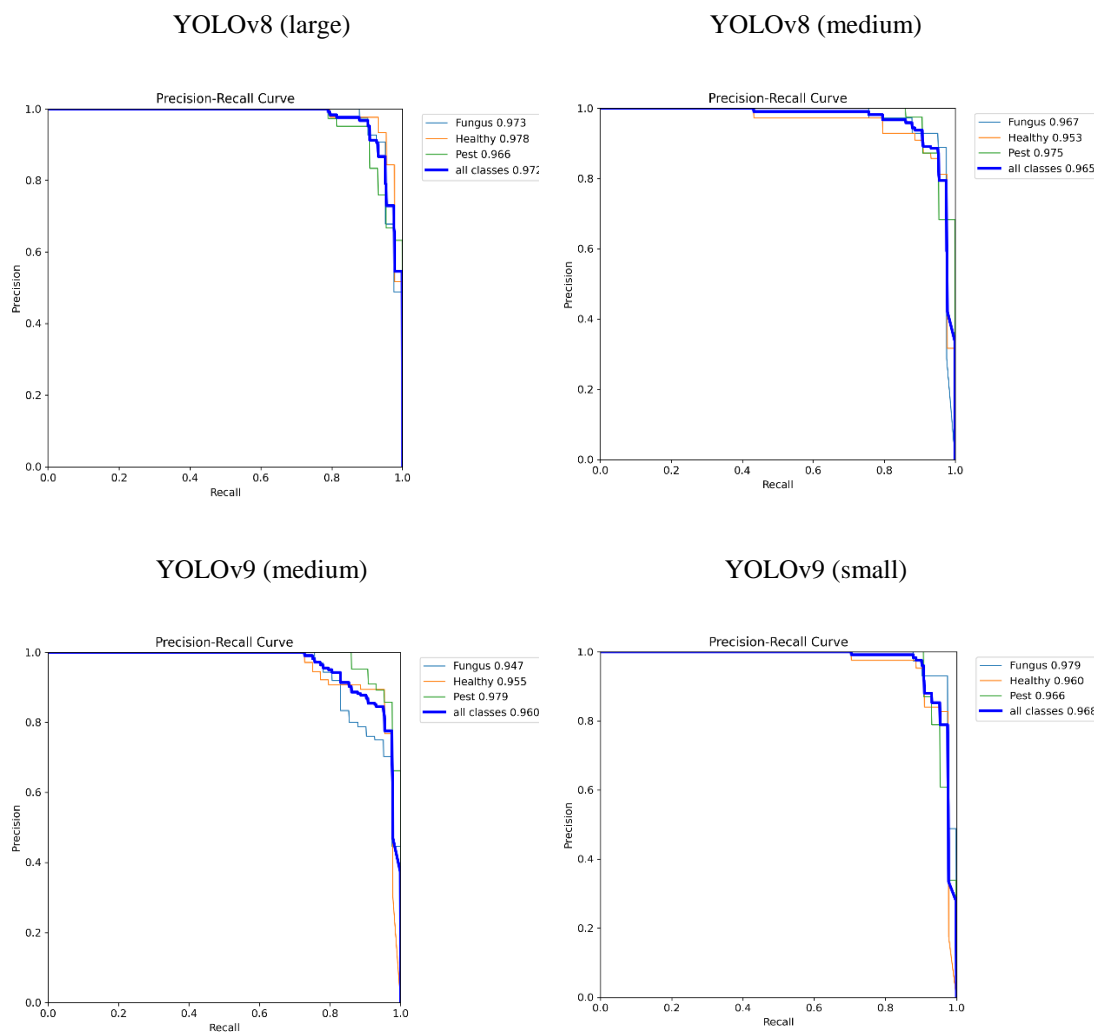 YOLOv8 (large)
YOLOv8 (medium)
Precision-Recall Curve
1.0
0.8
0.6
0.4
0.2
0.0
Precision
0.0 0.2 0.4 0.6 0.8 1.0
Recall
Fungus 0.973
Healthy 0.978
Pest 0.966
all classes 0.972
Precision-Recall Curve
1.0
0.8
0.6
0.4
0.2
0.0
Precision
0.0 0.2 0.4 0.6 0.8 1.0
Recall
Fungus 0.967
Healthy 0.953
Pest 0.975
all classes 0.965
YOLOv9 (medium)
YOLOv9 (small)
Precision-Recall Curve
1.0
0.8
0.6
0.4
0.2
0.0
Precision
0.0 0.2 0.4 0.6 0.8 1.0
Recall
Fungus 0.947
Healthy 0.955
Pest 0.979
all classes 0.960
Precision-Recall Curve
1.0
0.8
0.6
0.4
0.2
0.0
Precision
0.0 0.2 0.4 0.6 0.8 1.0
Recall
Fungus 0.979
Healthy 0.960
Pest 0.966
all classes 0.968